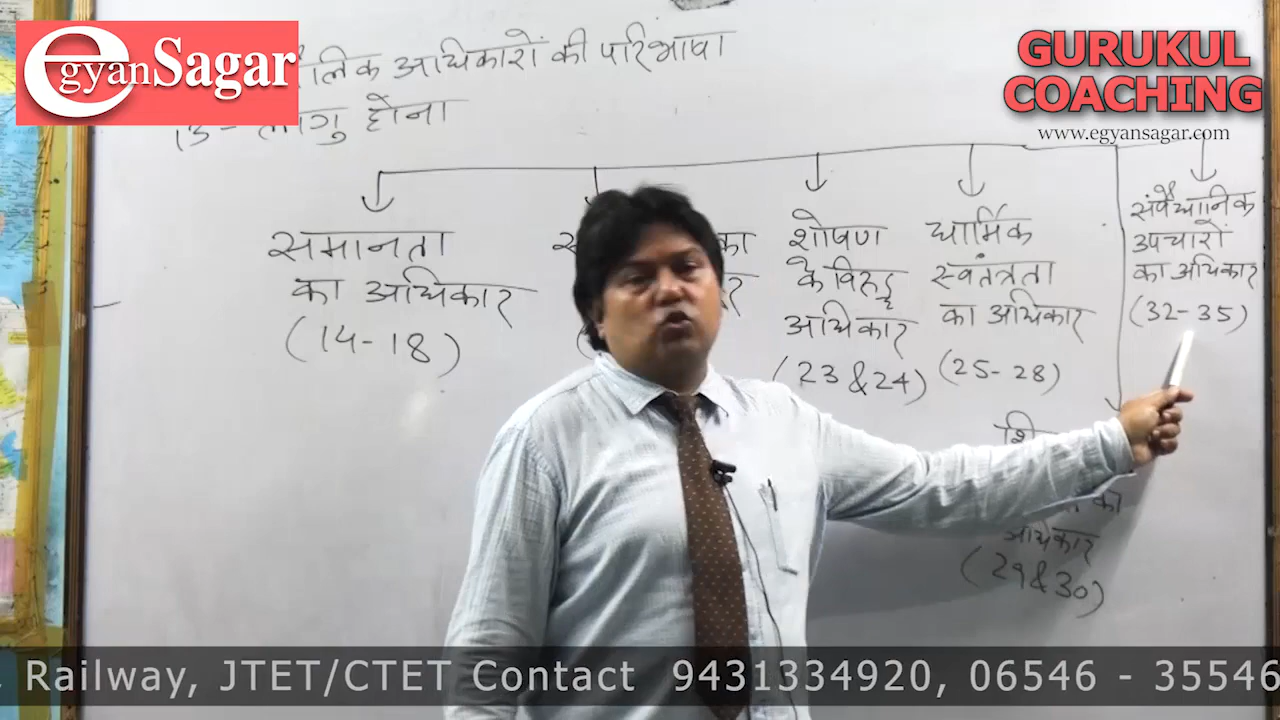 egyanSagar
GURUKUL
COACHING
www.egyansagar.com
लिक अधिकारों की परिभाषा
13 - लागु होना
समानता
का अधिकार
(14-18)
का
शोषण
के विरुद्ध
अधिकार
(23 & 24)
धार्मिक
स्वतंत्रता
का अधिकार
(25-28)
संवैधानिक
उपचारों
का अधिकार
(32-35)
का
अधिकार
(29 & 30)
Railway, JTET/CTET Contact 9431334920, 06546 - 35546